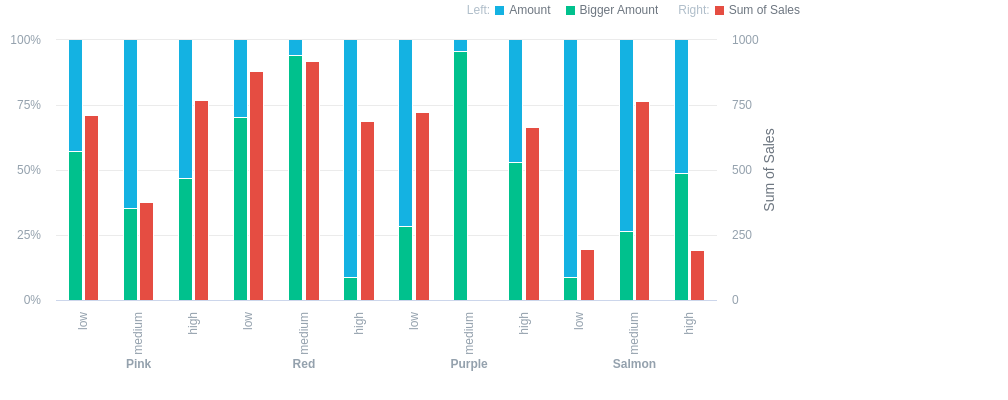 Left: Amount Bigger Amount Right: Sum of Sales
100% 1000
75% 750
50% 500
25% 250
0% 0
Sum of Sales
low medium high low medium high low medium high low medium high
Pink Red Purple Salmon